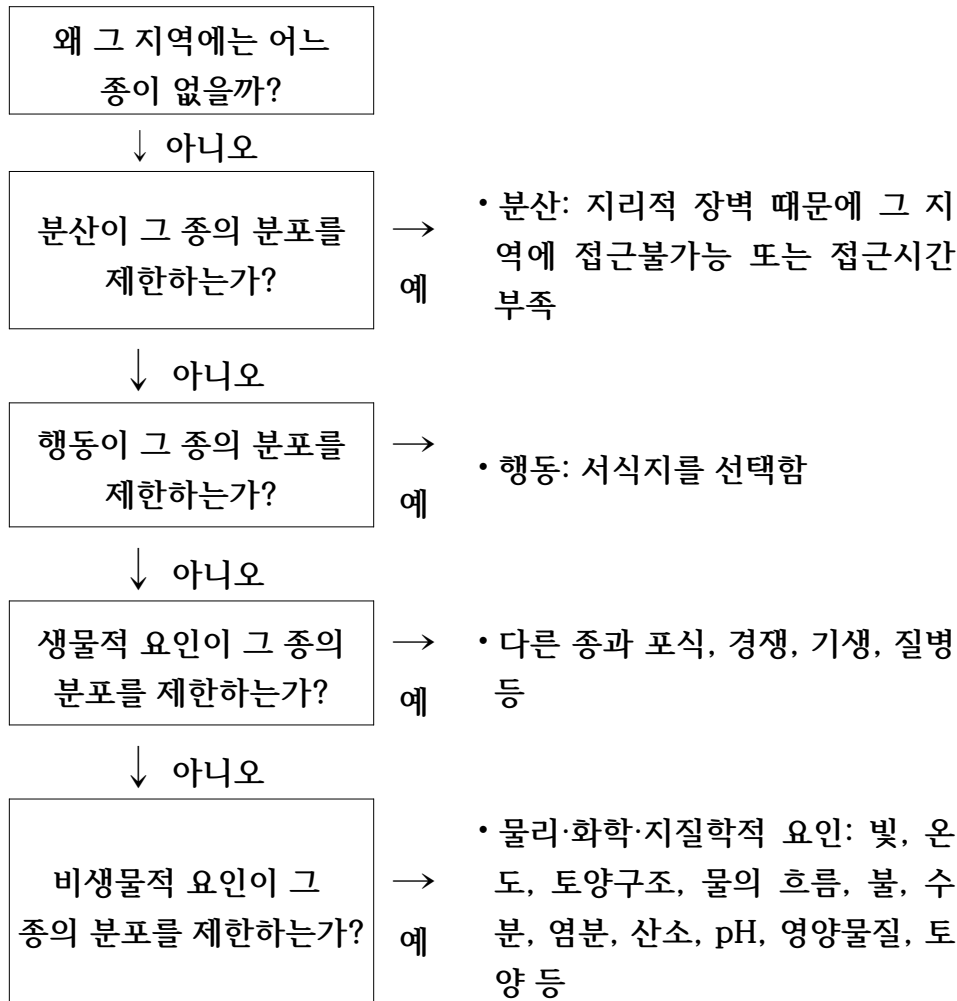 왜 그 지역에는 어느
종이 없을까?
↓ 아니오
분산이 그 종의 분포를
제한하는가?
→
예
• 분산: 지리적 장벽 때문에 그 지
역에 접근불가능 또는 접근시간
부족
↓ 아니오
행동이 그 종의 분포를
제한하는가?
→
예
• 행동: 서식지를 선택함
↓ 아니오
생물적 요인이 그 종의
분포를 제한하는가?
→
예
• 다른 종과 포식, 경쟁, 기생, 질병
등
↓ 아니오
비생물적 요인이 그
종의 분포를 제한하는가?
→
예
• 물리·화학·지질학적 요인: 빛, 온
도, 토양구조, 물의 흐름, 불, 수
분, 염분, 산소, pH, 영양물질, 토
양 등